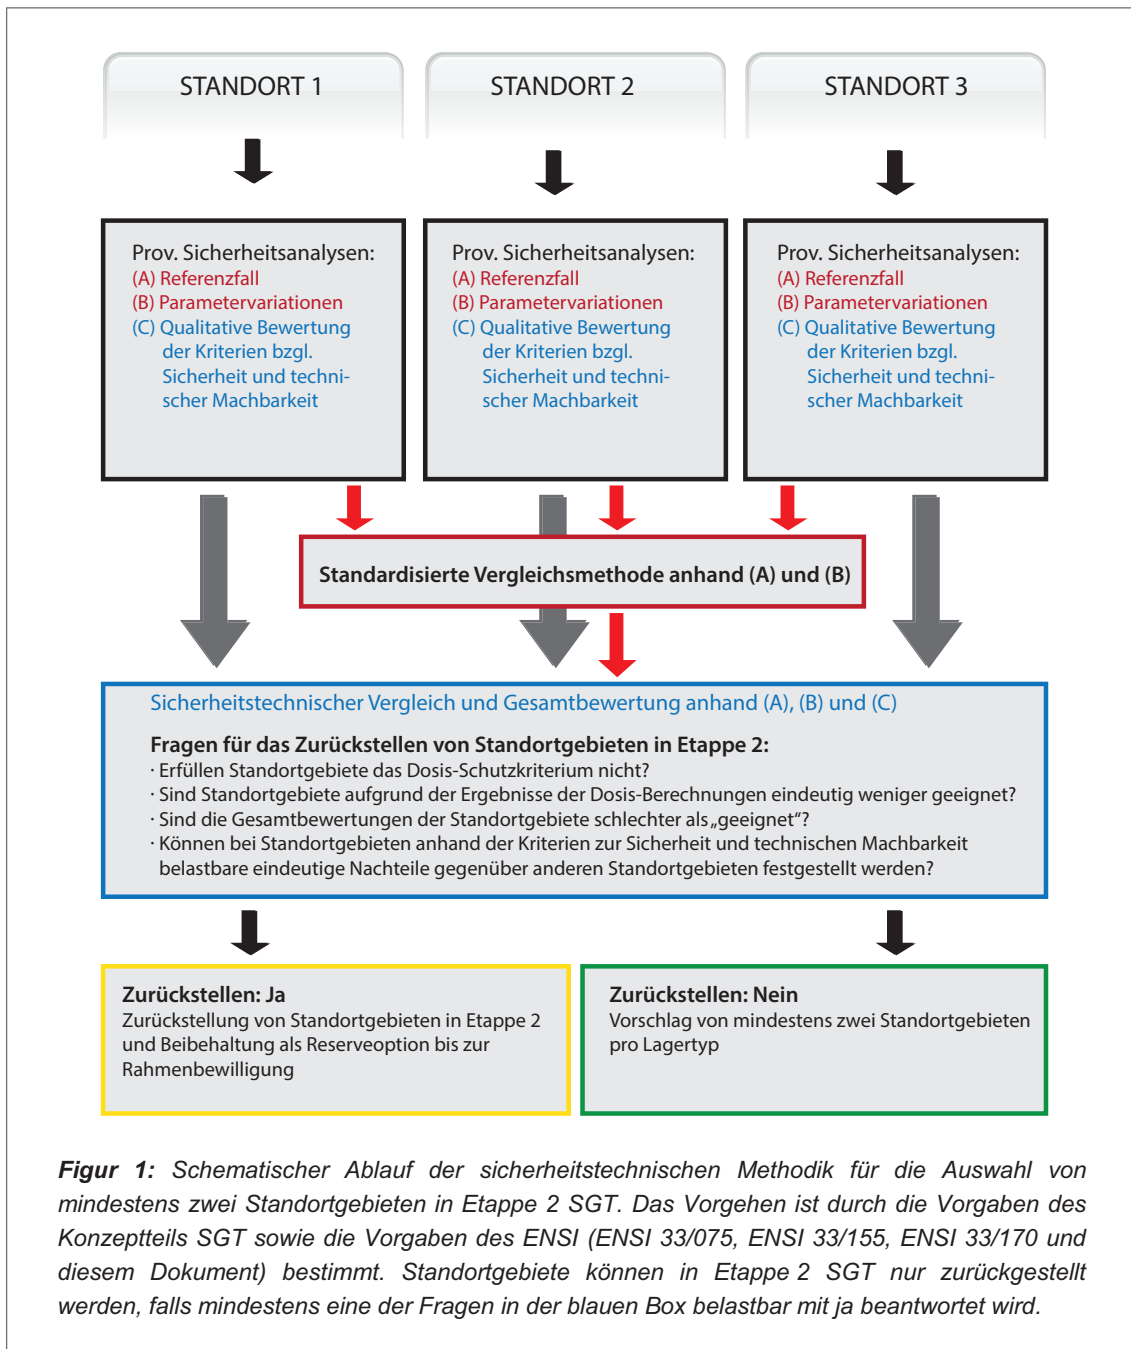 STANDORT 1
STANDORT 2
STANDORT 3
Prov. Sicherheitsanalysen:
(A) Referenzfall
(B) Parametervariationen
(C) Qualitative Bewertung
der Kriterien bzgl.
Sicherheit und techni-
scher Machbarkeit
Prov. Sicherheitsanalysen:
(A) Referenzfall
(B) Parametervariationen
(C) Qualitative Bewertung
der Kriterien bzgl.
Sicherheit und techni-
scher Machbarkeit
Prov. Sicherheitsanalysen:
(A) Referenzfall
(B) Parametervariationen
(C) Qualitative Bewertung
der Kriterien bzgl.
Sicherheit und techni-
scher Machbarkeit
Standardisierte Vergleichsmethode anhand (A) und (B)
Sicherheitstechnischer Vergleich und Gesamtbewertung anhand (A), (B) und (C)
Fragen für das Zurückstellen von Standortgebieten in Etappe 2:
· Erfüllen Standortgebiete das Dosis-Schutzkriterium nicht?
· Sind Standortgebiete aufgrund der Ergebnisse der Dosis-Berechnungen eindeutig weniger geeignet?
· Sind die Gesamtbewertungen der Standortgebiete schlechter als „geeignet“?
· Können bei Standortgebieten anhand der Kriterien zur Sicherheit und technischen Machbarkeit
belastbare eindeutige Nachteile gegenüber anderen Standortgebieten festgestellt werden?
Zurückstellen: Ja
Zurückstellung von Standortgebieten in Etappe 2
und Beibehaltung als Reserveoption bis zur
Rahmenbewilligung
Zurückstellen: Nein
Vorschlag von mindestens zwei Standortgebieten
pro Lagertyp
Figur 1: Schematischer Ablauf der sicherheitstechnischen Methodik für die Auswahl von
mindestens zwei Standortgebieten in Etappe 2 SGT. Das Vorgehen ist durch die Vorgaben des
Konzeptteils SGT sowie die Vorgaben des ENSI (ENSI 33/075, ENSI 33/155, ENSI 33/170 und
diesem Dokument) bestimmt. Standortgebiete können in Etappe 2 SGT nur zurückgestellt
werden, falls mindestens eine der Fragen in der blauen Box belastbar mit ja beantwortet wird.